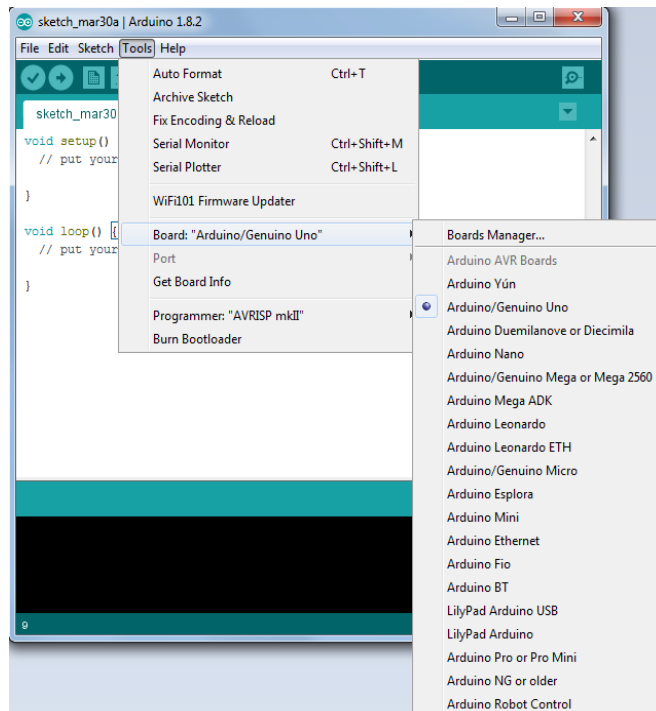 sketch_mar30a | Arduino 1.8.2
File Edit Sketch Tools Help
sketch_mar30
void setup()
// put your
}
void loop() {
// put your
}
Auto Format Ctrl+T
Archive Sketch
Fix Encoding & Reload
Serial Monitor Ctrl+Shift+M
Serial Plotter Ctrl+Shift+L
WiFi101 Firmware Updater
Board: "Arduino/Genuino Uno"
Port
Get Board Info
Programmer: "AVRISP mkII"
Burn Bootloader
Boards Manager...
Arduino AVR Boards
Arduino Yún
Arduino/Genuino Uno
Arduino Duemilanove or Diecimila
Arduino Nano
Arduino/Genuino Mega or Mega 2560
Arduino Mega ADK
Arduino Leonardo
Arduino Leonardo ETH
Arduino/Genuino Micro
Arduino Esplora
Arduino Mini
Arduino Ethernet
Arduino Fio
Arduino BT
LilyPad Arduino USB
LilyPad Arduino
Arduino Pro or Pro Mini
Arduino NG or older
Arduino Robot Control
9